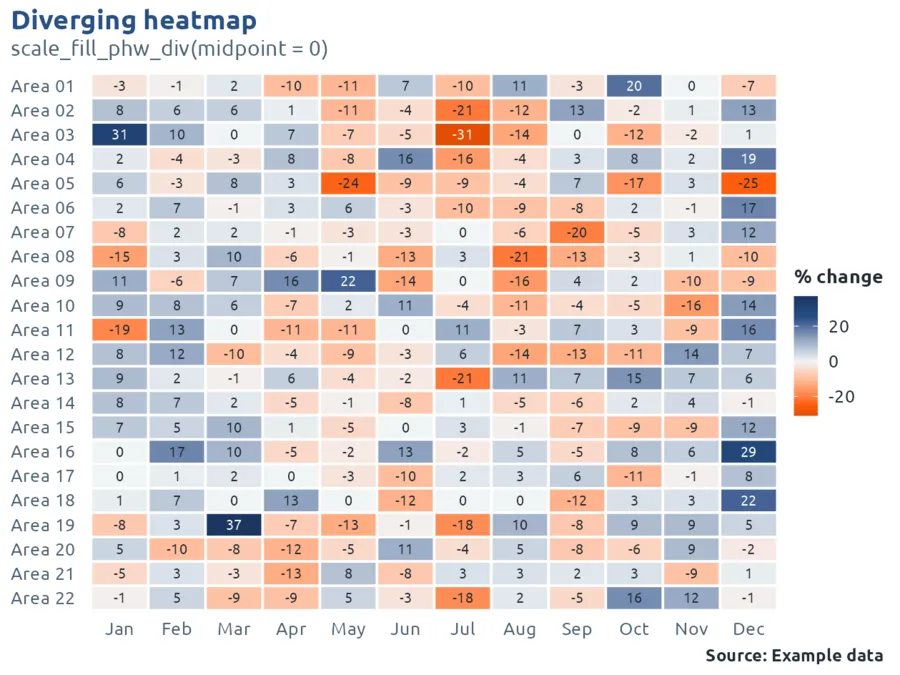 Diverging heatmap
scale_fill_phw_div(midpoint = 0)
Area 01 -3 -1 2 -10 -11 7 -10 11 -3 20 0 -7
Area 02 8 6 6 1 -11 -4 -21 -12 13 -2 1 13
Area 03 31 10 0 7 -7 -5 -31 -14 0 -12 -2 1
Area 04 2 -4 -3 8 -8 16 -16 -4 3 8 2 19
Area 05 6 -3 8 3 -24 -9 -9 -4 7 -17 3 -25
Area 06 2 7 -1 3 6 -3 -10 -9 -8 2 -1 17
Area 07 -8 2 2 -1 -3 -3 0 -6 -20 -5 3 12
Area 08 -15 3 10 -6 -1 -13 3 -21 -13 -3 1 -10
Area 09 11 -6 7 16 22 -14 0 -16 4 2 -10 -9
Area 10 9 8 6 -7 2 11 -4 -11 -4 -5 -16 14
Area 11 -19 13 0 -11 -11 0 11 -3 7 3 -9 16
Area 12 8 12 -10 -4 -9 -3 6 -14 -13 -11 14 7
Area 13 9 2 -1 6 -4 -2 -21 11 7 15 7 6
Area 14 8 7 2 -5 -1 -8 1 -5 -6 2 4 -1
Area 15 7 5 10 1 -5 0 3 -1 -7 -9 -9 12
Area 16 0 17 10 -5 -2 13 -2 5 -5 8 6 29
Area 17 0 1 2 0 -3 -10 2 3 6 -11 -1 8
Area 18 1 7 0 13 0 -12 0 0 -12 3 3 22
Area 19 -8 3 37 -7 -13 -1 -18 10 -8 9 9 5
Area 20 5 -10 -8 -12 -5 11 -4 5 -8 -6 9 -2
Area 21 -5 3 -3 -13 8 -8 3 3 2 3 -9 1
Area 22 -1 5 -9 -9 5 -3 -18 2 -5 16 12 -1
Jan Feb Mar Apr May Jun Jul Aug Sep Oct Nov Dec
% change
20
0
-20
Source: Example data